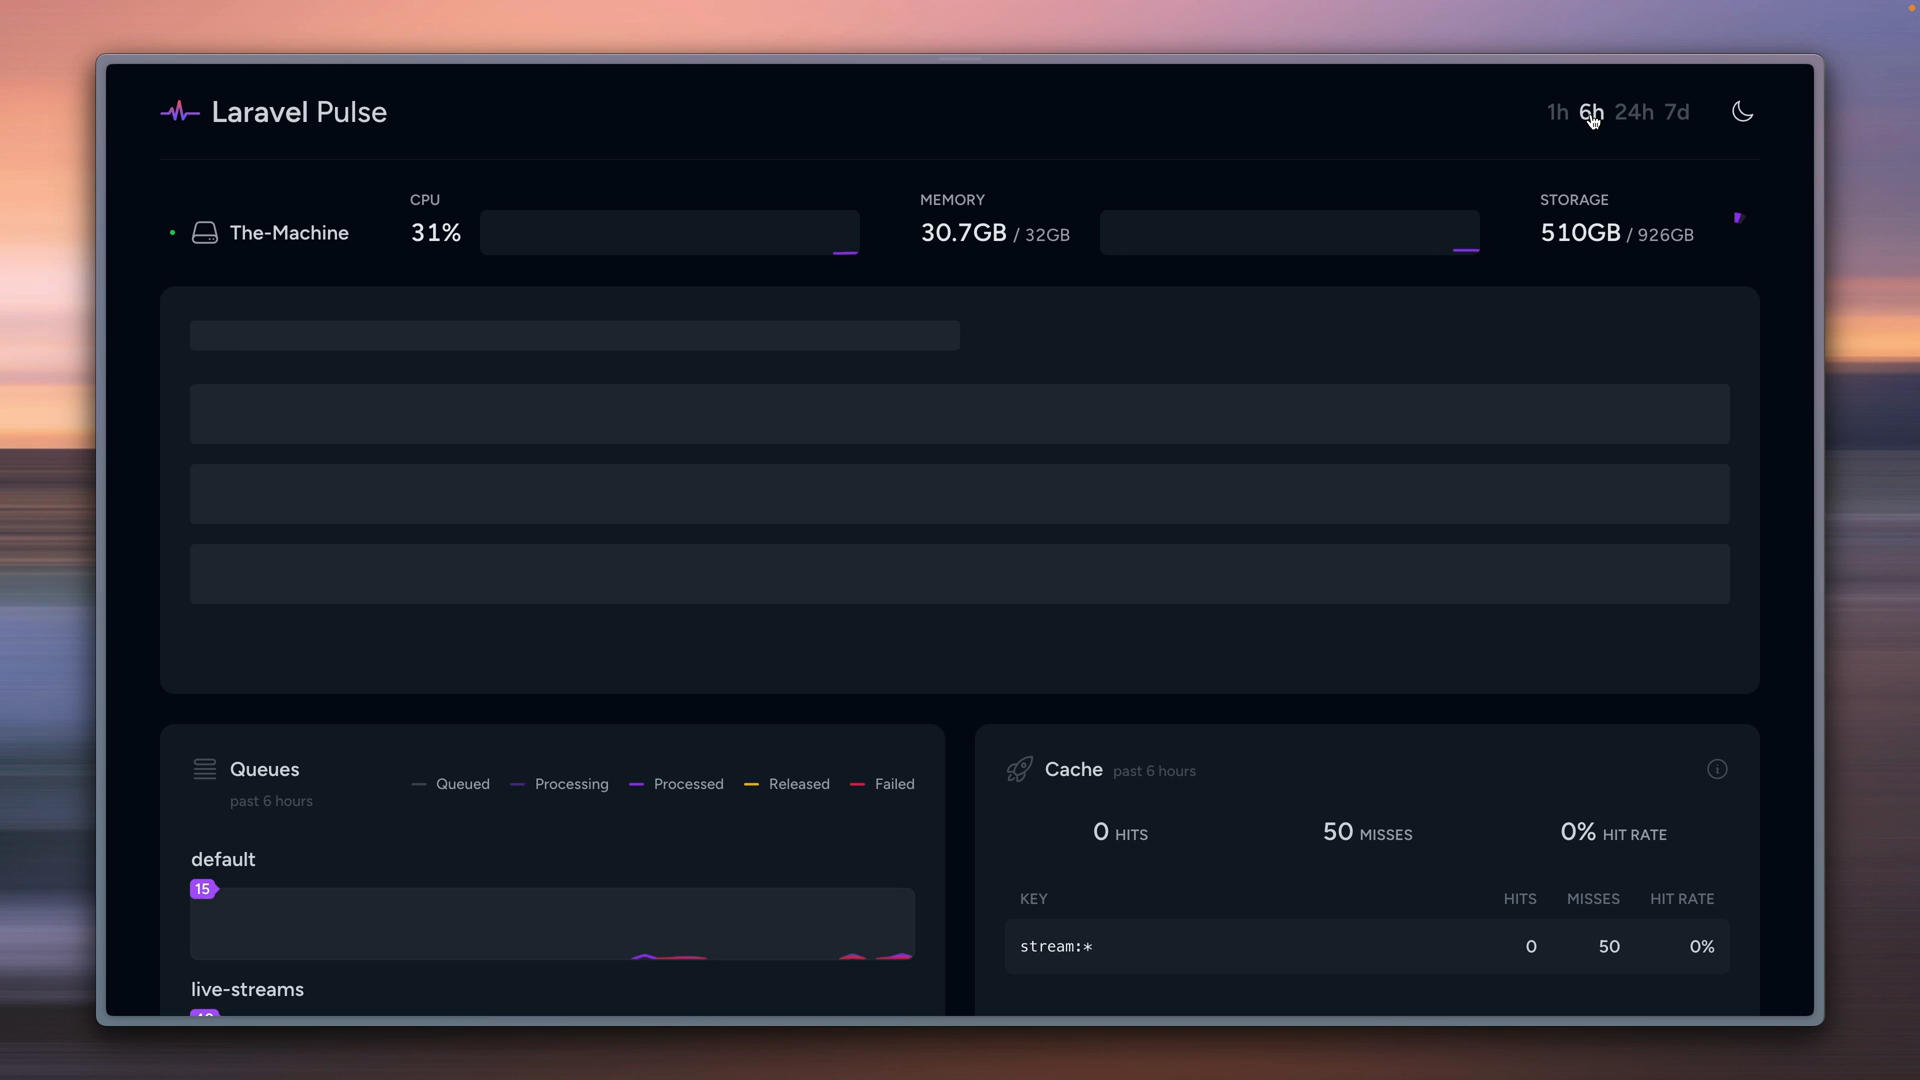 Laravel Pulse
1h 6h 24h 7d
The-Machine
CPU
31%
MEMORY
30.7GB / 32GB
STORAGE
510GB / 926GB
Queues
past 6 hours
Queued
Processing
Processed
Released
Failed
default
15
live-streams
Cache past 6 hours
0 HITS
50 MISSES
0% HIT RATE
KEY HITS MISSES HIT RATE
stream:* 0 50 0%